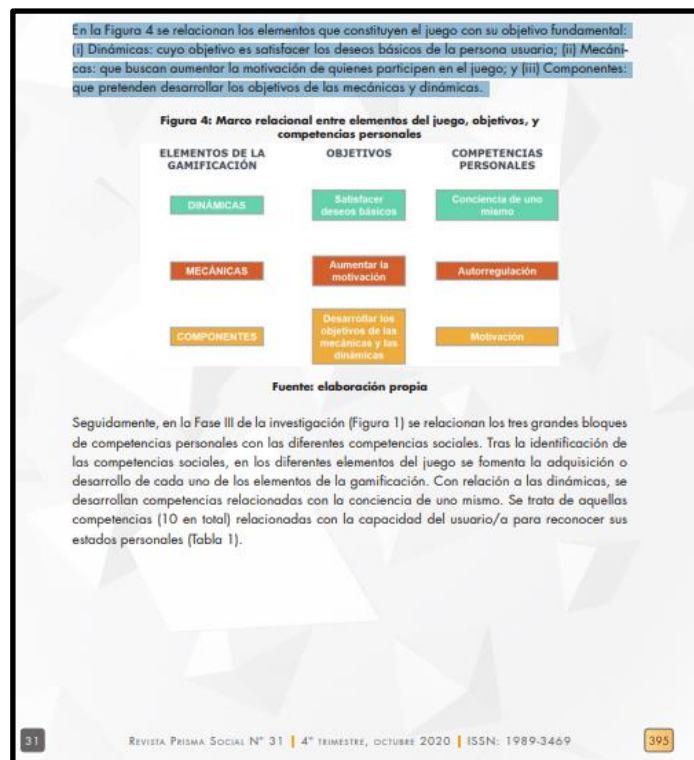 En la Figura 4 se relacionan los elementos que constituyen el juego con su objetivo fundamental:
(i) Dinámicas: cuyo objetivo es satisfacer los deseos básicos de la persona usuaria; (ii) Mecáni-
cas: que buscan aumentar la motivación de quienes participen en el juego; y (iii) Componentes:
que pretenden desarrollar los objetivos de las mecánicas y dinámicas.
Figura 4: Marco relacional entre elementos del juego, objetivos, y
competencias personales
ELEMENTOS DE LA
GAMIFICACIÓN
OBJETIVOS
COMPETENCIAS
PERSONALES
DINÁMICAS
Satisfacer
deseos básicos
Conciencia de uno
mismo
MECÁNICAS
Aumentar la
motivación
Autorregulación
COMPONENTES
Desarrollar los
objetivos de las
mecánicas y las
dinámicas
Motivación
Fuente: elaboración propia
Seguidamente, en la Fase III de la investigación (Figura 1) se relacionan los tres grandes bloques
de competencias personales con las diferentes competencias sociales. Tras la identificación de
las competencias sociales, en los diferentes elementos del juego se fomenta la adquisición o
desarrollo de cada uno de los elementos de la gamificación. Con relación a las dinámicas, se
desarrollan competencias relacionadas con la conciencia de uno mismo. Se trata de aquellas
competencias (10 en total) relacionadas con la capacidad del usuario/a para reconocer sus
estados personales (Tabla 1).
31
REVISTA PRISMA SOCIAL Nº 31 | 4º TRIMESTRE, OCTUBRE 2020 | ISSN: 1989-3469
395